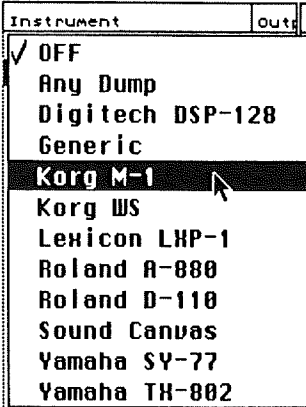 Instrument Outp
✓ OFF
Any Dump
Digitech DSP-128
Generic
Korg M-1
Korg WS
Lexicon LXP-1
Roland A-880
Roland D-110
Sound Canvas
Yamaha SY-77
Yamaha TX-802